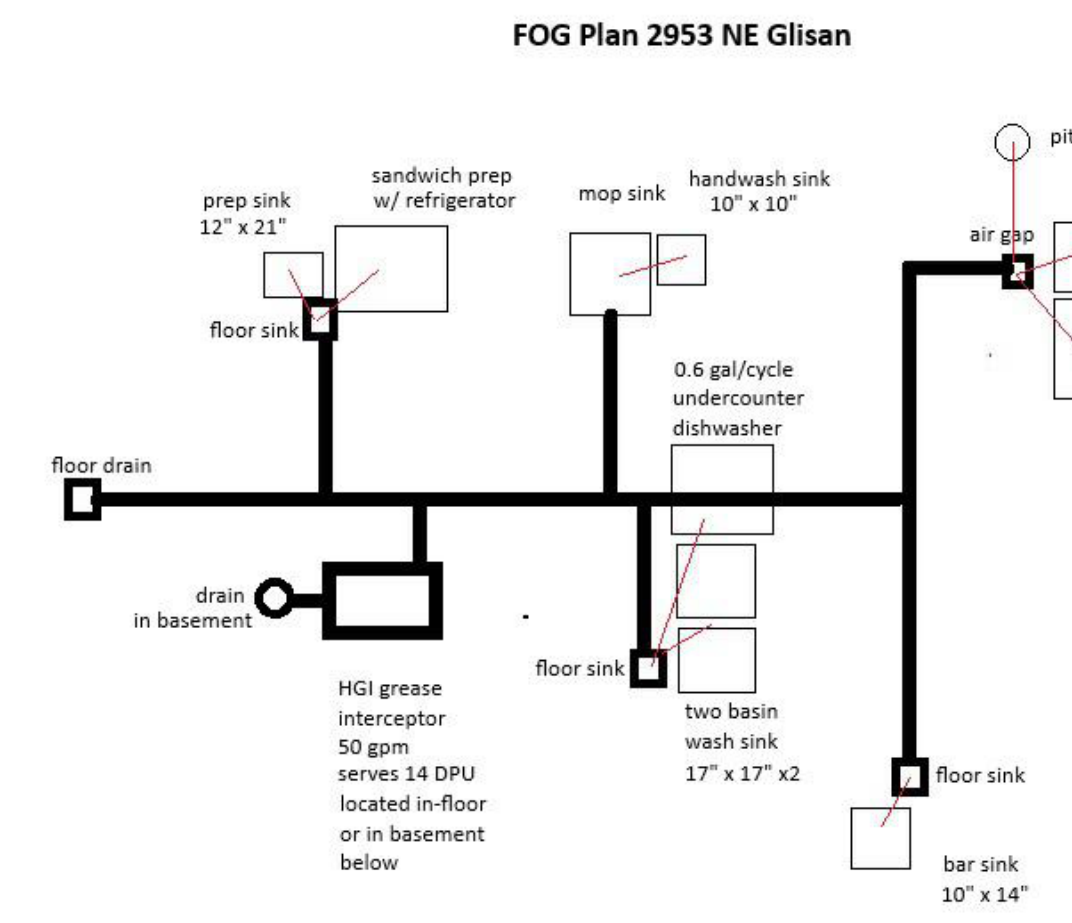 FOG Plan 2953 NE Glisan
pit
sandwich prep
w/ refrigerator
prep sink
12" x 21"
mop sink
handwash sink
10" x 10"
air gap
floor sink
0.6 gal/cycle
undercounter
dishwasher
floor drain
drain
in basement
floor sink
HGI grease
interceptor
50 gpm
serves 14 DPU
located in-floor
or in basement
below
two basin
wash sink
17" x 17" x2
floor sink
bar sink
10" x 14"